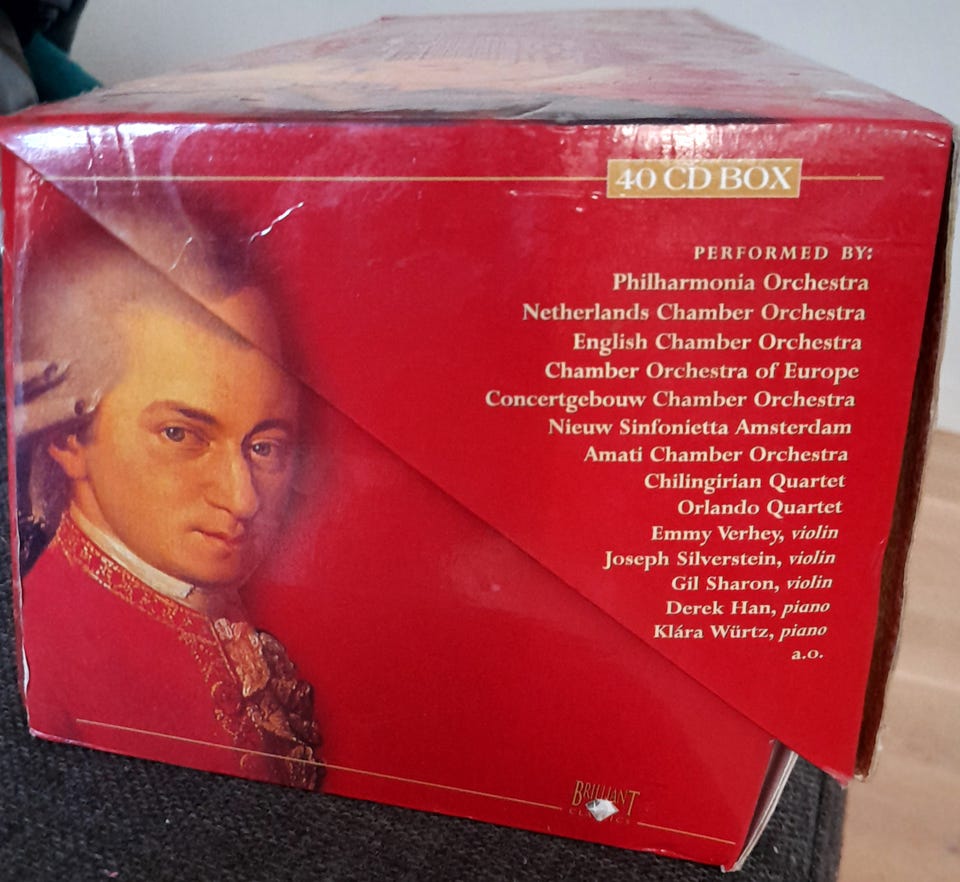 40 CD BOX
PERFORMED BY:
Philharmonia Orchestra
Netherlands Chamber Orchestra
English Chamber Orchestra
Chamber Orchestra of Europe
Concertgebouw Chamber Orchestra
Nieuw Sinfonietta Amsterdam
Amati Chamber Orchestra
Chilingirian Quartet
Orlando Quartet
Emmy Verhey, violin
Joseph Silverstein, violin
Gil Sharon, violin
Derek Han, piano
Klára Würtz, piano
a.o.
BRILLIANT
CLASSICS